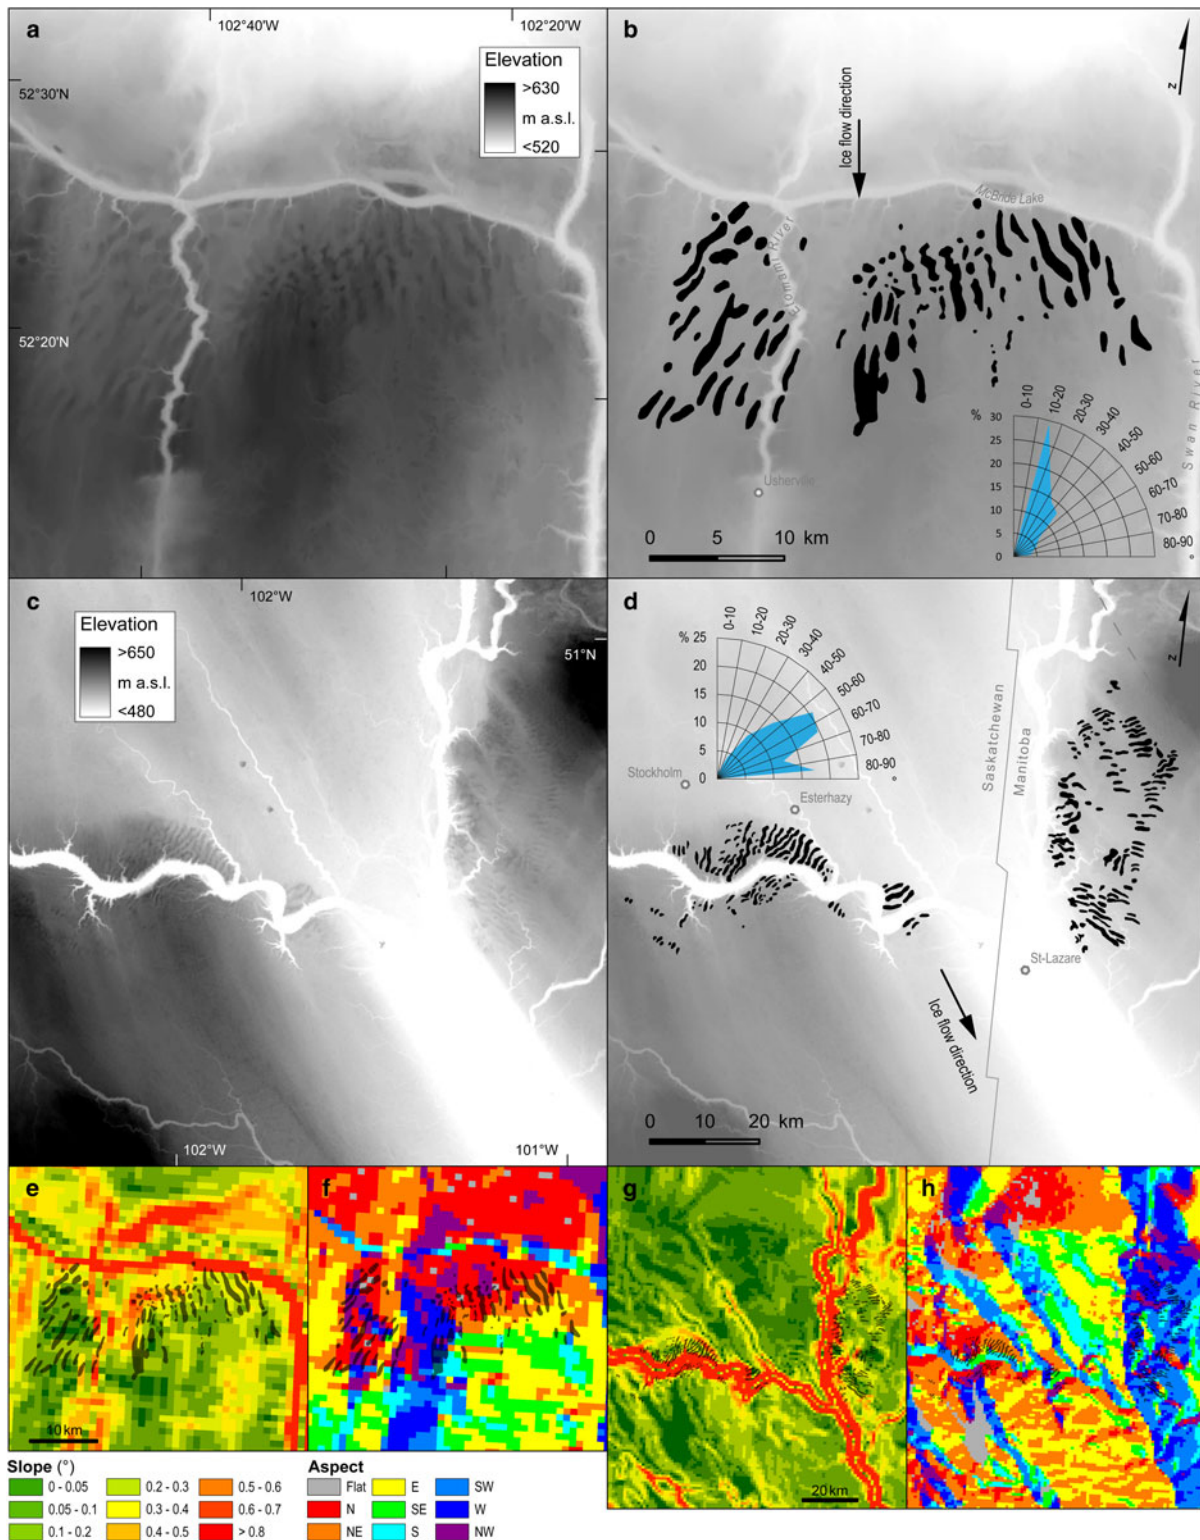 a
102°40'W
102°20'W
Elevation
>630
m a.s.l.
<520
52°30'N
52°20'N
b
Ice flow direction
N
McBride Lake
Etomami River
Swan River
Usherville
0 5 10 km
%
30
25
20
15
10
5
0
0-10
10-20
20-30
30-40
40-50
50-60
60-70
70-80
80-90
°
c
102°W
Elevation
>650
m a.s.l.
<480
51°N
102°W
101°W
d
%
25
20
15
10
5
0
0-10
10-20
20-30
30-40
40-50
50-60
60-70
70-80
80-90
°
N
Stockholm
Esterhazy
Saskatchewan
Manitoba
St-Lazare
Ice flow direction
0 10 20 km
e
10 km
f
g
20 km
h
Slope (°)
0 - 0.05
0.05 - 0.1
0.1 - 0.2
0.2 - 0.3
0.3 - 0.4
0.4 - 0.5
0.5 - 0.6
0.6 - 0.7
> 0.8
Aspect
Flat
N
NE
E
SE
S
SW
W
NW